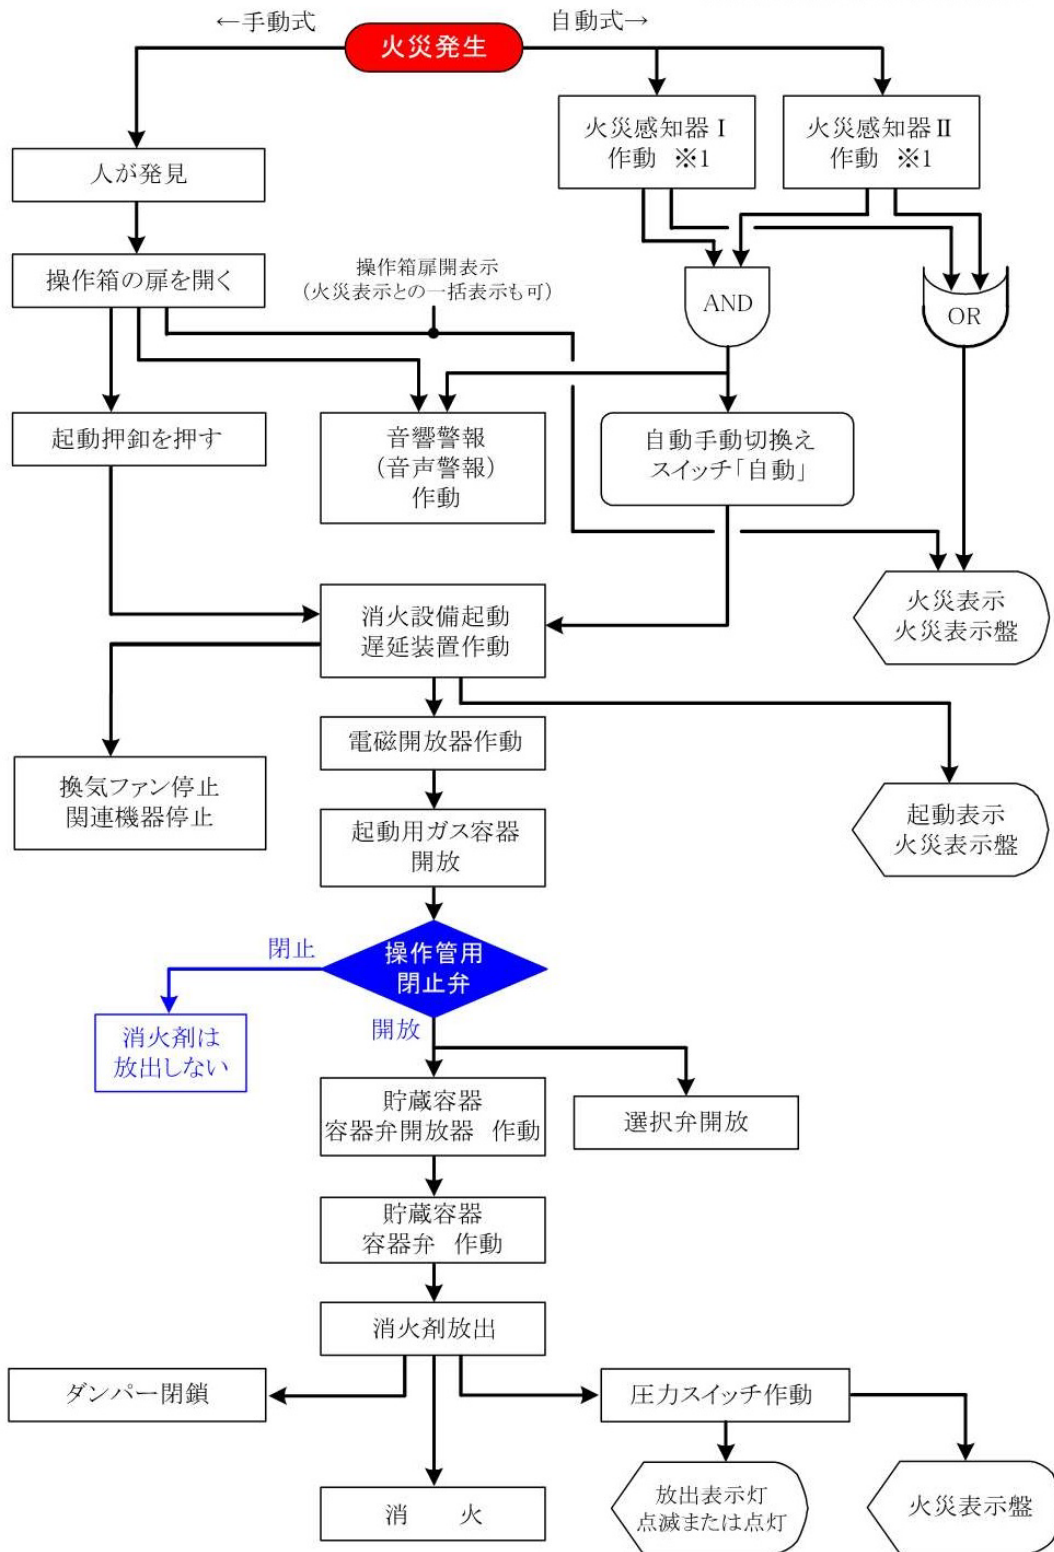 ←手動式
火災発生
自動式→
火災感知器Ⅰ
作動 ※1
火災感知器Ⅱ
作動 ※1
人が発見
操作箱の扉を開く
操作箱扉開表示
(火災表示との一括表示も可)
AND
OR
起動押釦を押す
音響警報
(音声警報)
作動
自動手動切換え
スイッチ「自動」
消火設備起動
遅延装置作動
火災表示
火災表示盤
電磁開放器作動
換気ファン停止
関連機器停止
起動用ガス容器
開放
起動表示
火災表示盤
閉止
操作管用
閉止弁
開放
消火剤は
放出しない
貯蔵容器
容器弁開放器 作動
選択弁開放
貯蔵容器
容器弁 作動
消火剤放出
ダンパー閉鎖
圧力スイッチ作動
消 火
放出表示灯
点滅または点灯
火災表示盤